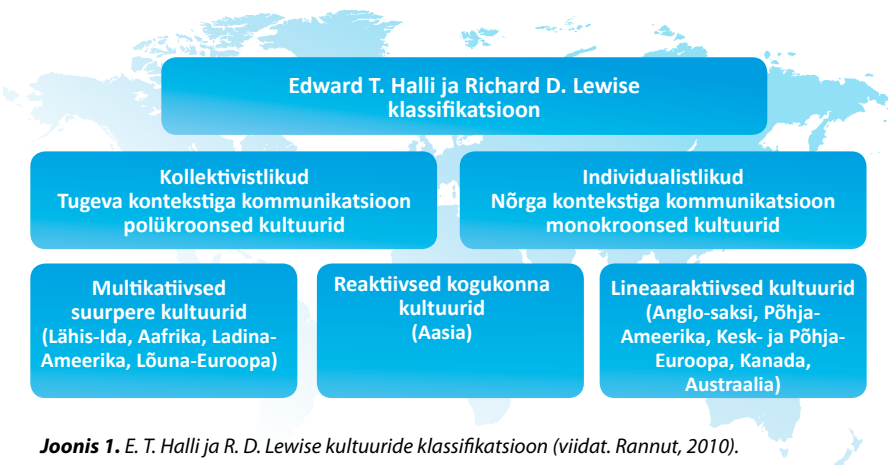 Edward T. Halli ja Richard D. Lewise
klassifikatsioon
Kollektivistlikud
Tugeva kontekstiga kommunikatsioon
polükroonsed kultuurid
Individualistlikud
Nõrga kontekstiga kommunikatsioon
monokroonsed kultuurid
Multikatiivsed
suurpere kultuurid
(Lähis-Ida, Aafrika, Ladina-
Ameerika, Lõuna-Euroopa)
Reaktiivsed kogukonna
kultuurid
(Aasia)
Lineaaraktiivsed kultuurid
(Anglo-saksi, Põhja-
Ameerika, Kesk- ja Põhja-
Euroopa, Kanada,
Austraalia)
Joonis 1. E. T. Halli ja R. D. Lewise kultuuride klassifikatsioon (viidat. Rannut, 2010).